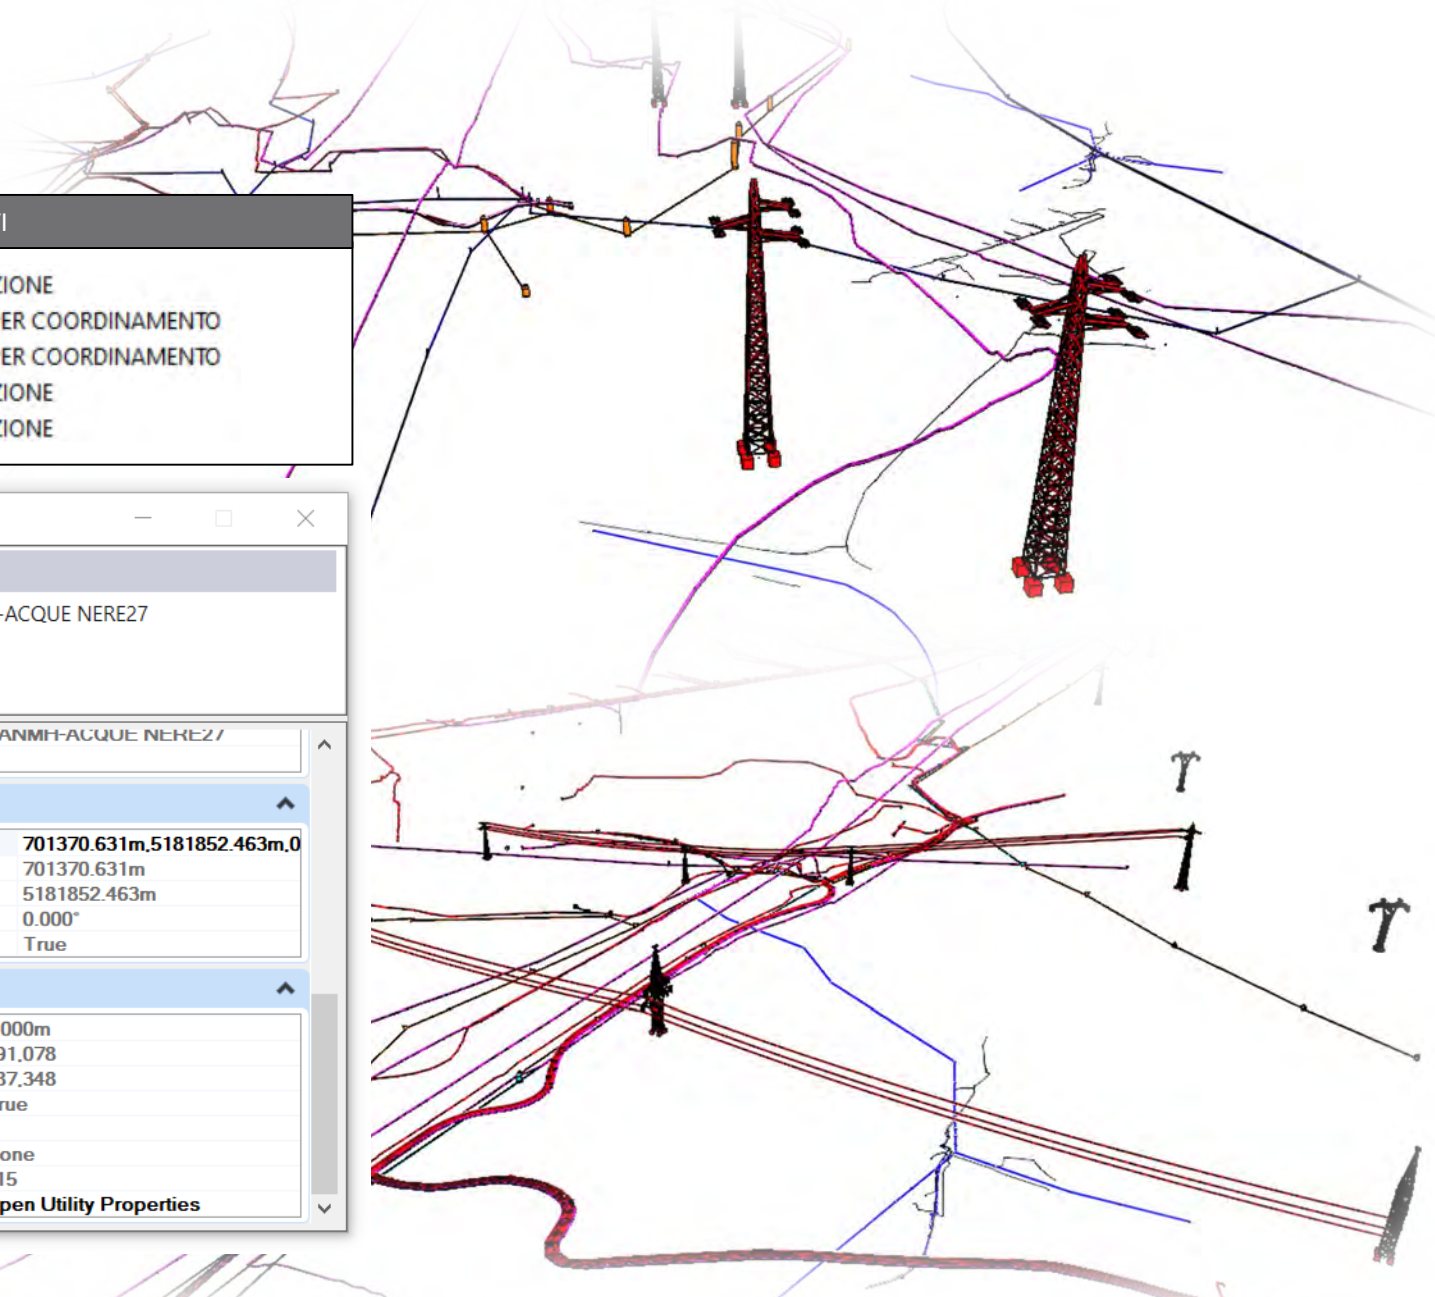 TI
ZIONE
ER COORDINAMENTO
ER COORDINAMENTO
ZIONE
ZIONE
-ACQUE NERE27
ANMH-ACQUE NERE27
701370.631m,5181852.463m,0
701370.631m
5181852.463m
0.000°
True
000m
91,078
37,348
rue
one
15
pen Utility Properties